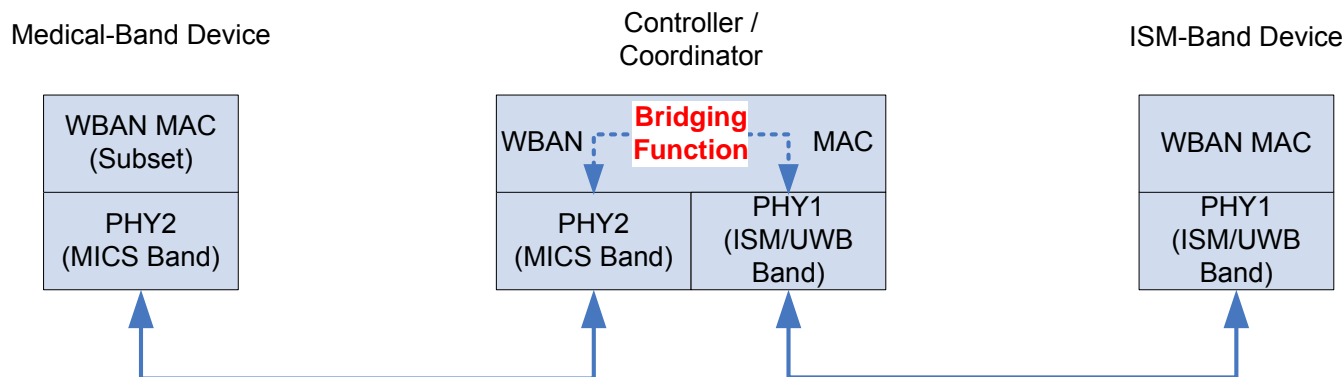 Medical-Band Device
Controller /
Coordinator
ISM-Band Device
WBAN MAC
(Subset)
PHY2
(MICS Band)
WBAN
Bridging
Function
MAC
PHY2
(MICS Band)
PHY1
(ISM/UWB
Band)
WBAN MAC
PHY1
(ISM/UWB
Band)